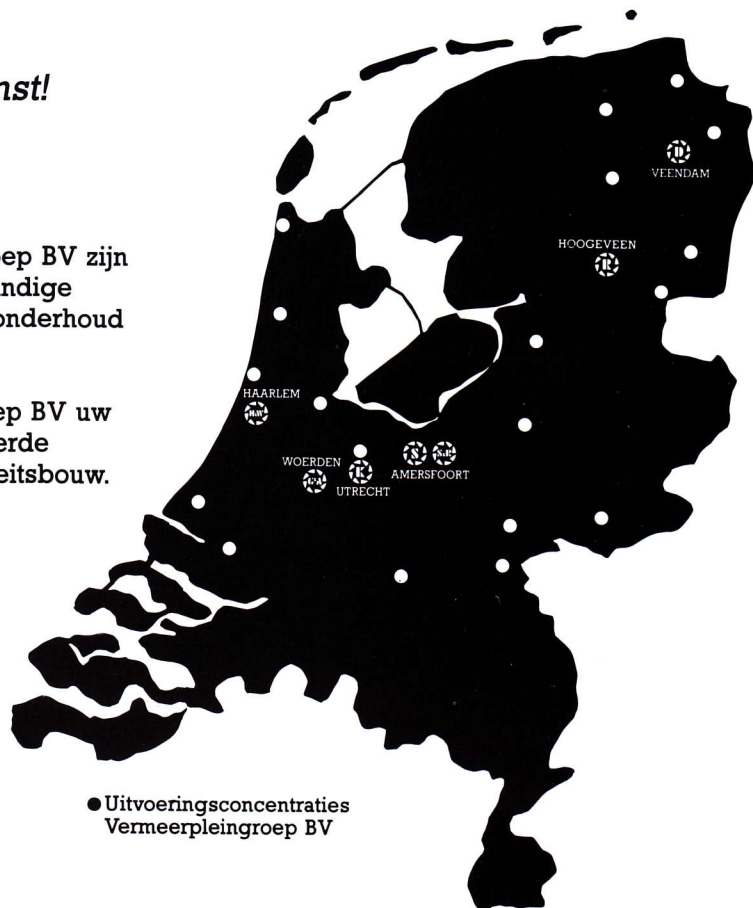 nst!
ep BV zijn
ndige
onderhoud
ep BV uw
erde
eitsbouw.
VEENDAM
D
HOOGEVEEN
R
HAARLEM
WOERDEN
UTRECHT
S
AMERSFOORT
● Uitvoeringsconcentraties
Vermeerpleingroep BV